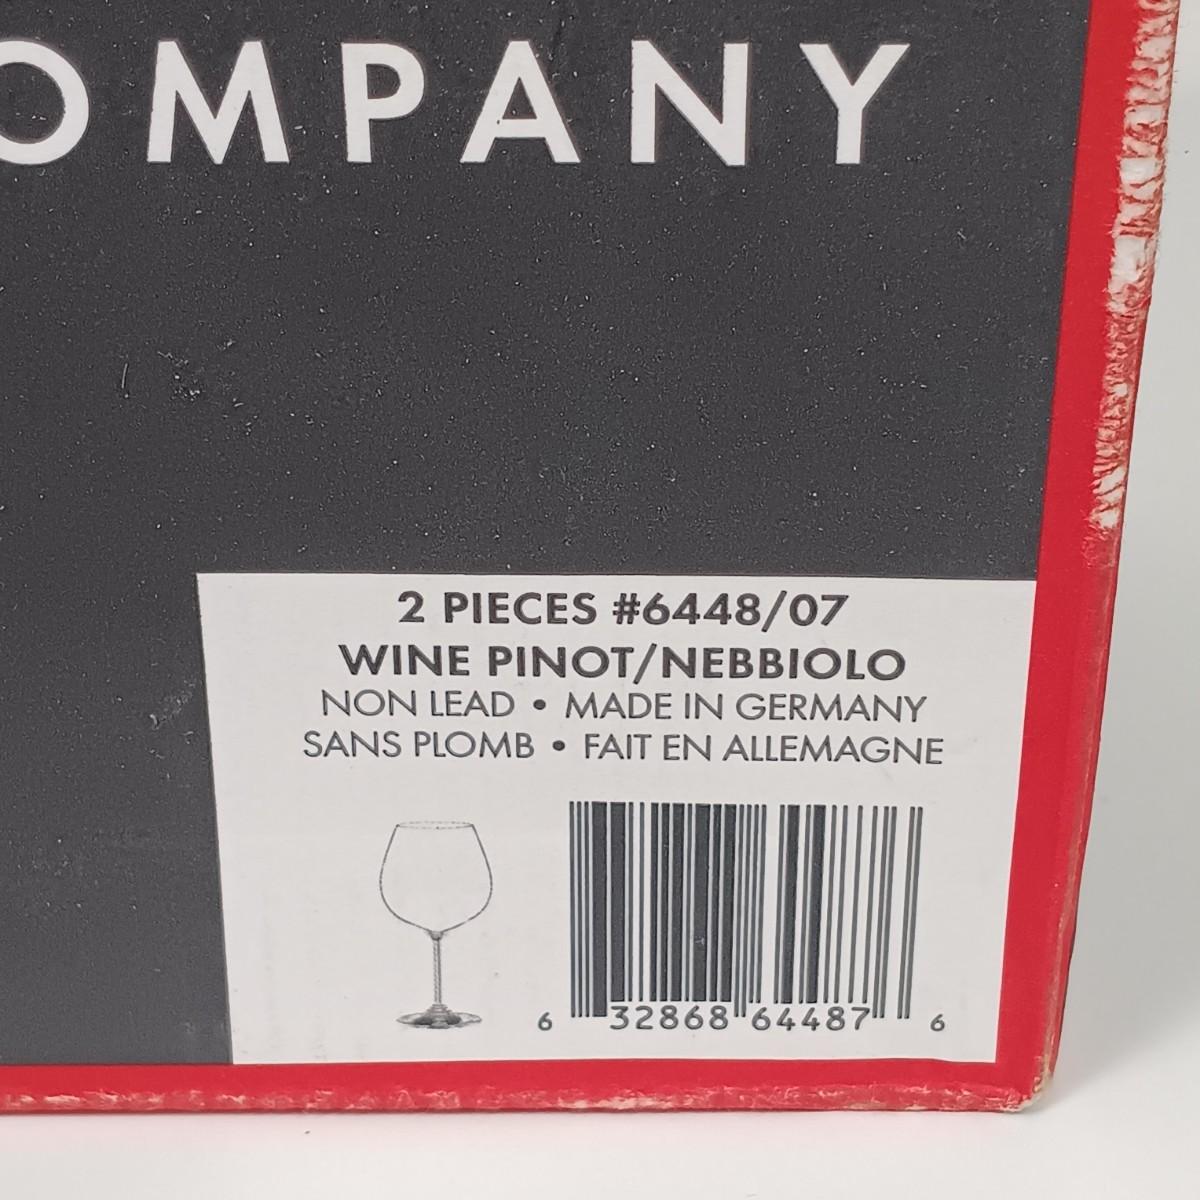 OMPANY
2 PIECES #6448/07
WINE PINOT/NEBBIOLO
NON LEAD • MADE IN GERMANY
SANS PLOMB • FAIT EN ALLEMAGNE
6 32868 64487 6